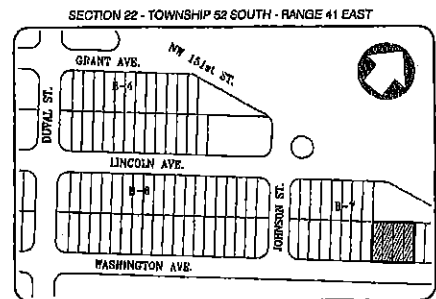 SECTION 22 - TOWNSHIP 52 SOUTH - RANGE 41 EAST
GRANT AVE.
NW 151st ST.
DUVAL ST.
B-4
LINCOLN AVE.
B-6
JOHNSON ST.
B-7
WASHINGTON AVE.